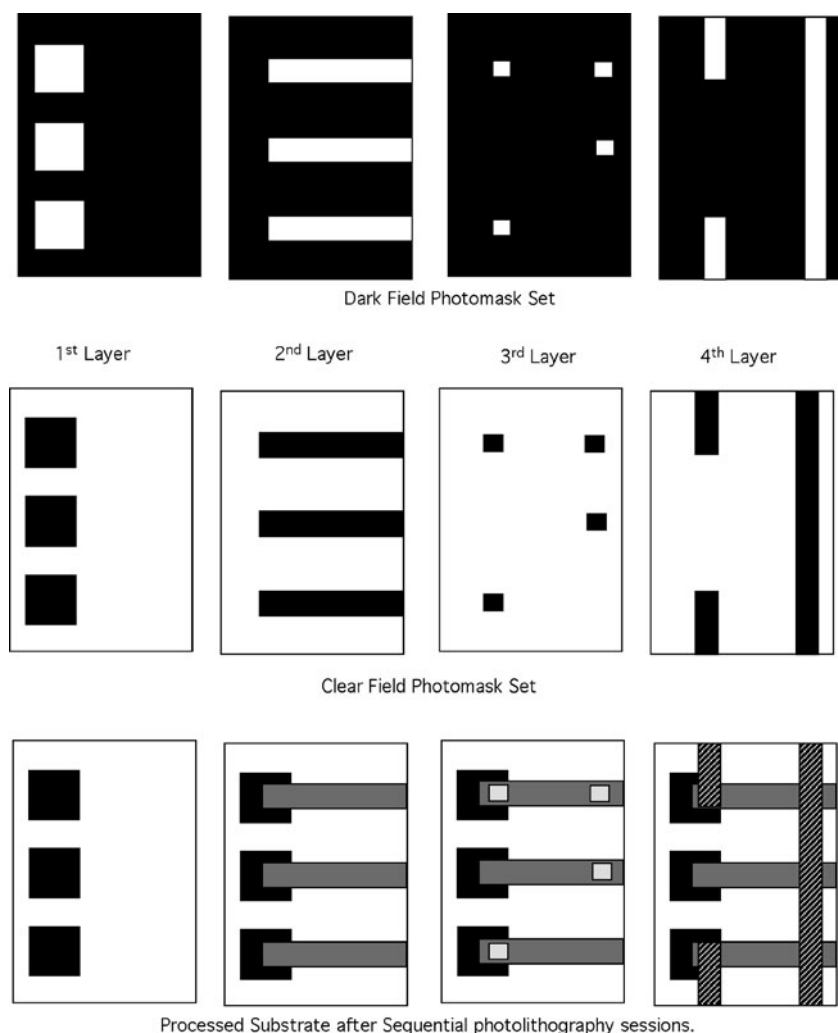 Dark Field Photomask Set
1st Layer 2nd Layer 3rd Layer 4th Layer
Clear Field Photomask Set
Processed Substrate after Sequential photolithography sessions.